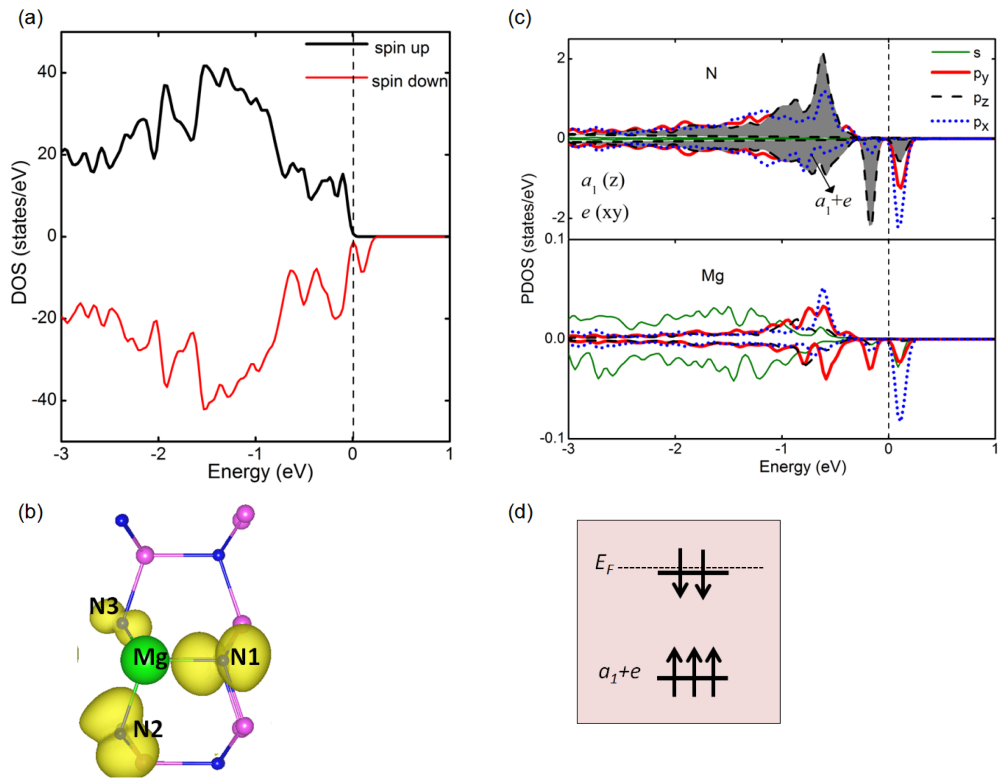 (a)
spin up
spin down
40
20
0
-20
-40
DOS (states/eV)
-3
-2
-1
0
1
Energy (eV)
(c)
N
s
p_y
p_z
p_x
2
0
-2
a_1 (z)
e (xy)
a_1+e
PDOS (states/eV)
0.1
Mg
0.0
-0.1
-3
-2
-1
0
1
Energy (eV)
(b)
N3
Mg
N1
N2
(d)
E_F
a_1+e